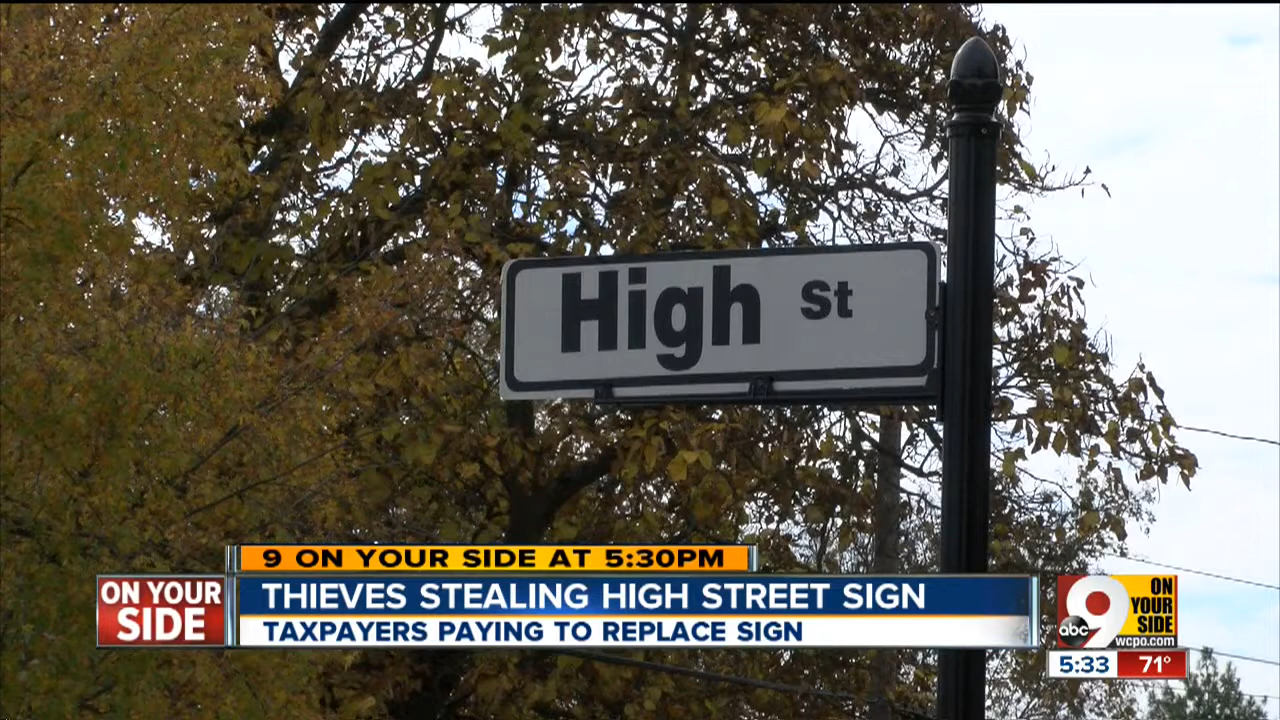 High St
9 ON YOUR SIDE AT 5:30PM
ON YOUR
SIDE
THIEVES STEALING HIGH STREET SIGN
TAXPAYERS PAYING TO REPLACE SIGN
abc 9
ON
YOUR
SIDE
wcpo.com
5:33 71°